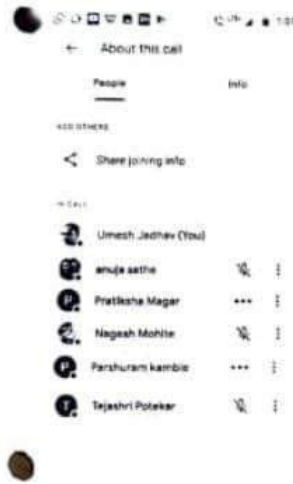 About this call
People Info
ADD OTHERS
Share joining info
IN CALL
Umesh Jadhav (You)
anuja sathe
P Pratiksha Magar
Nagesh Mohite
P Parshuram kamble
T Tejashri Potekar